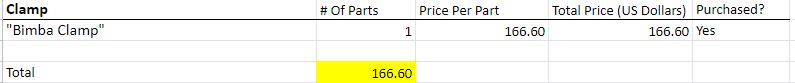 Clamp # Of Parts Price Per Part Total Price (US Dollars) Purchased?
"Bimba Clamp" 1 166.60 166.60 Yes
Total 166.60